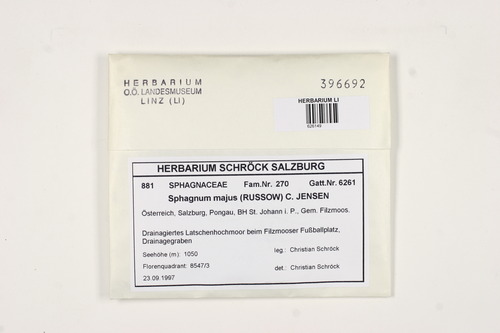 HERBARIUM
O.Ö. LANDESMUSEUM
LINZ (LI)
396692
HERBARIUM LI
626149
HERBARIUM SCHRÖCK SALZBURG
881 SPHAGNACEAE Fam.Nr. 270 Gatt.Nr. 6261
Sphagnum majus (RUSSOW) C. JENSEN
Österreich, Salzburg, Pongau, BH St. Johann i. P., Gem. Filzmoos.
Drainagiertes Latschenhochmoor beim Filzmooser Fußballplatz,
Drainagegraben
Seehöhe (m): 1050 leg.: Christian Schröck
Florenquadrant: 8547/3 det.: Christian Schröck
23.09.1997